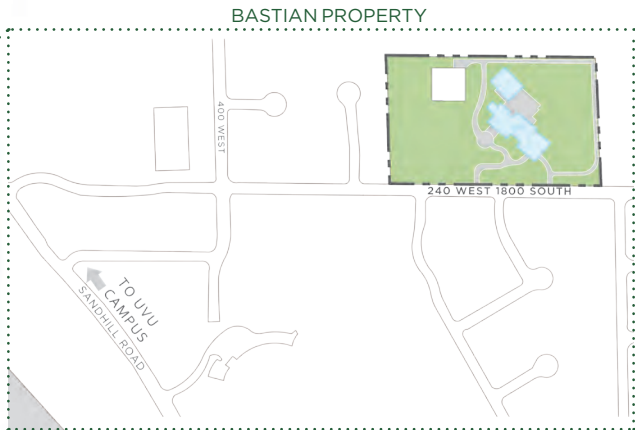 BASTIAN PROPERTY
400 WEST
240 WEST 1800 SOUTH
TO UVU
CAMPUS
SANDHILL ROAD